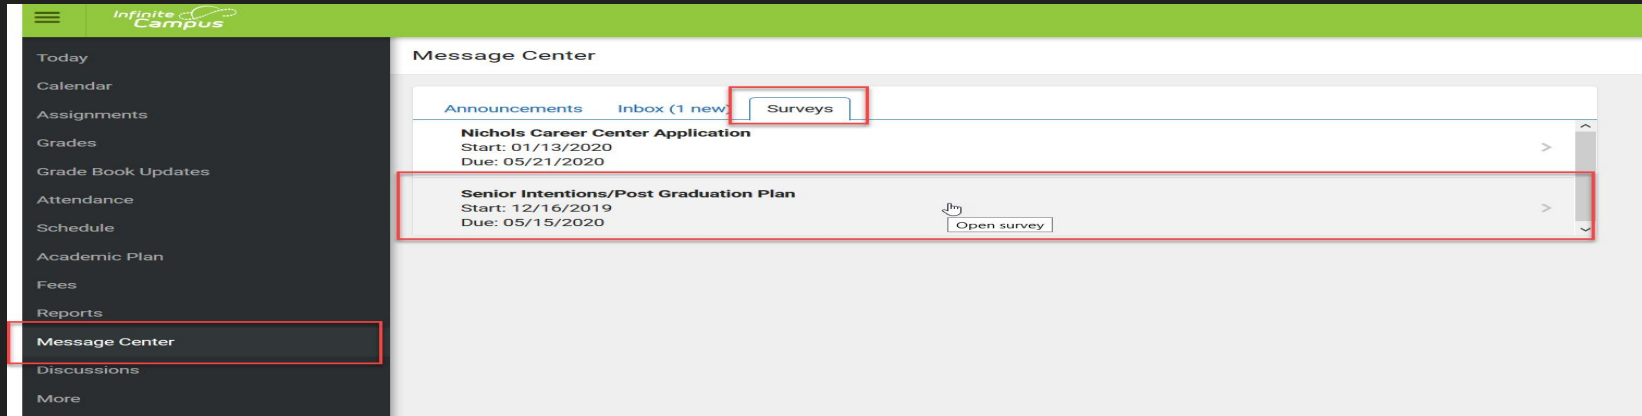 Infinite
Campus
Message Center
Today
Calendar
Assignments
Grades
Grade Book Updates
Attendance
Schedule
Academic Plan
Fees
Reports
Message Center
Discussions
More
Announcements Inbox (1 new) Surveys
Nichols Career Center Application
Start: 01/13/2020
Due: 05/21/2020
Senior Intentions/Post Graduation Plan
Start: 12/16/2019
Due: 05/15/2020
Open survey